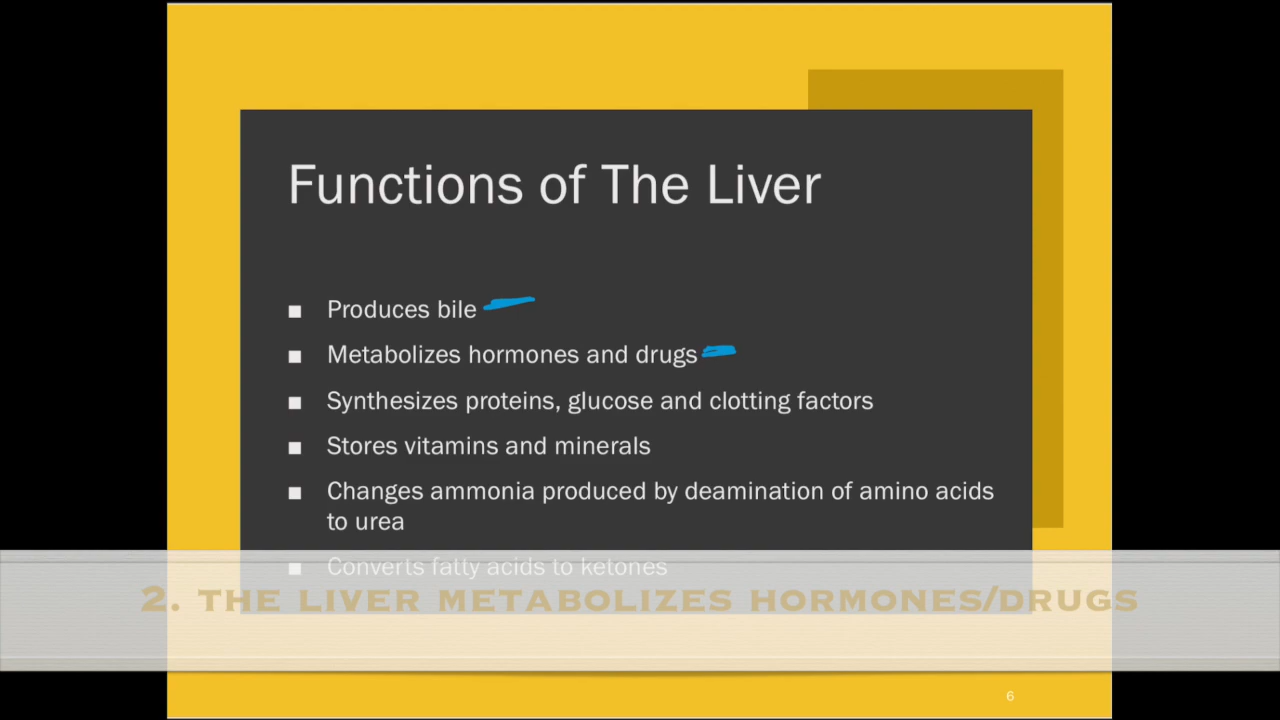 Functions of The Liver
■ Produces bile
■ Metabolizes hormones and drugs
■ Synthesizes proteins, glucose and clotting factors
■ Stores vitamins and minerals
■ Changes ammonia produced by deamination of amino acids
to urea
■ Converts fatty acids to ketones
2. THE LIVER METABOLIZES HORMONES/DRUGS
6